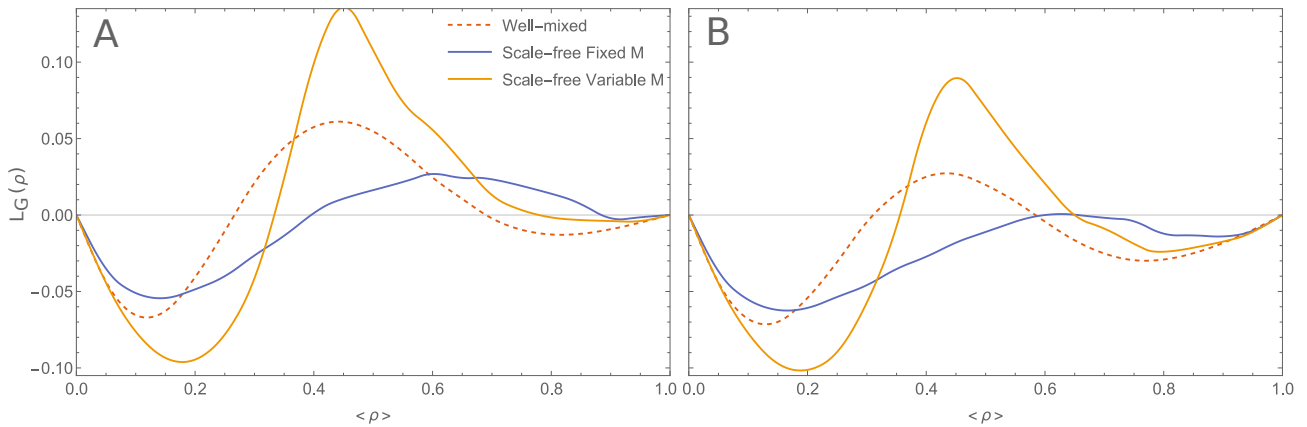 A
Well-mixed
Scale-free Fixed M
Scale-free Variable M
B
0.10
0.05
0.00
-0.05
-0.10
L_G(ρ)
0.0 0.2 0.4 0.6 0.8 1.0
0.0 0.2 0.4 0.6 0.8 1.0
< ρ >
< ρ >